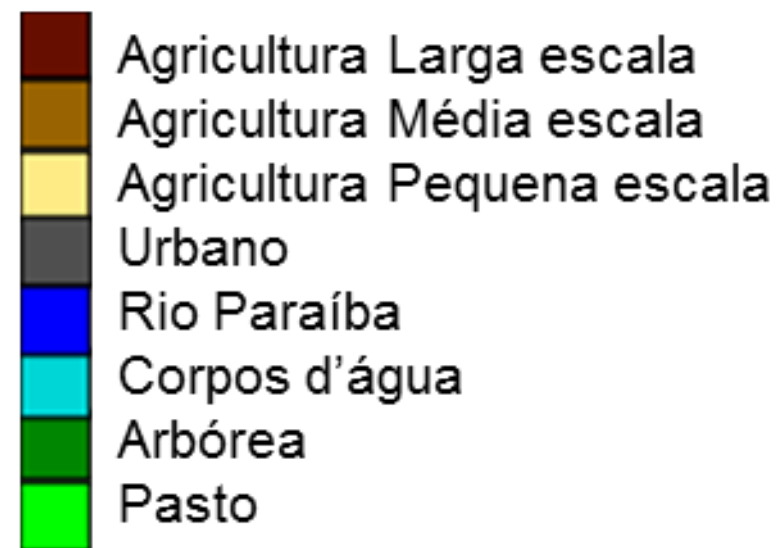 Agricultura Larga escala
Agricultura Média escala
Agricultura Pequena escala
Urbano
Rio Paraíba
Corpos d’água
Arbórea
Pasto